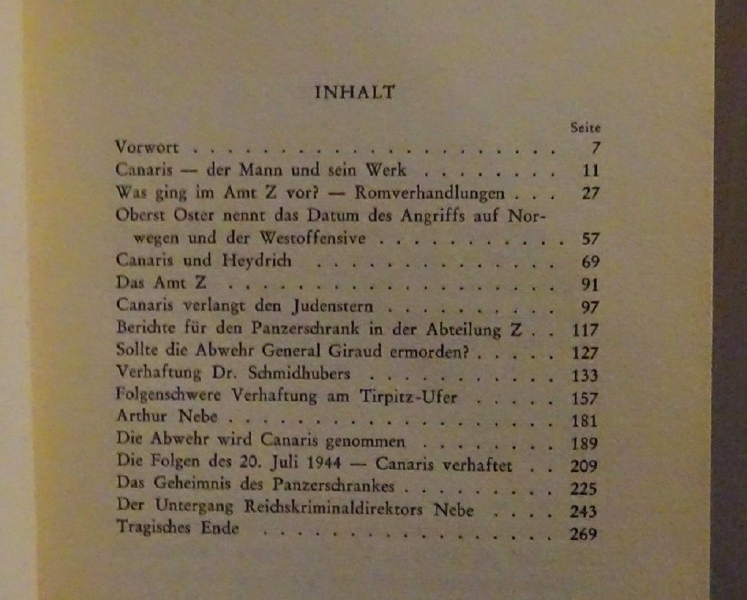 INHALT
Seite
Vorwort . . . . . . . . . . . . . . . . . . . . 7
Canaris — der Mann und sein Werk . . . . . . . . 11
Was ging im Amt Z vor? — Romverhandlungen . . . 27
Oberst Oster nennt das Datum des Angriffs auf Nor-
wegen und der Westoffensive . . . . . . . . . . . 57
Canaris und Heydrich . . . . . . . . . . . . . . 69
Das Amt Z . . . . . . . . . . . . . . . . . . 91
Canaris verlangt den Judenstern . . . . . . . . . . 97
Berichte für den Panzerschrank in der Abteilung Z . . 117
Sollte die Abwehr General Giraud ermorden? . . . . . 127
Verhaftung Dr. Schmidhubers . . . . . . . . . . . 133
Folgenschwere Verhaftung am Tirpitz-Ufer . . . . . 157
Arthur Nebe . . . . . . . . . . . . . . . . . . 181
Die Abwehr wird Canaris genommen . . . . . . . . 189
Die Folgen des 20. Juli 1944 — Canaris verhaftet . . 209
Das Geheimnis des Panzerschrankes . . . . . . . . . 225
Der Untergang Reichskriminaldirektors Nebe . . . . 243
Tragisches Ende . . . . . . . . . . . . . . . . 269